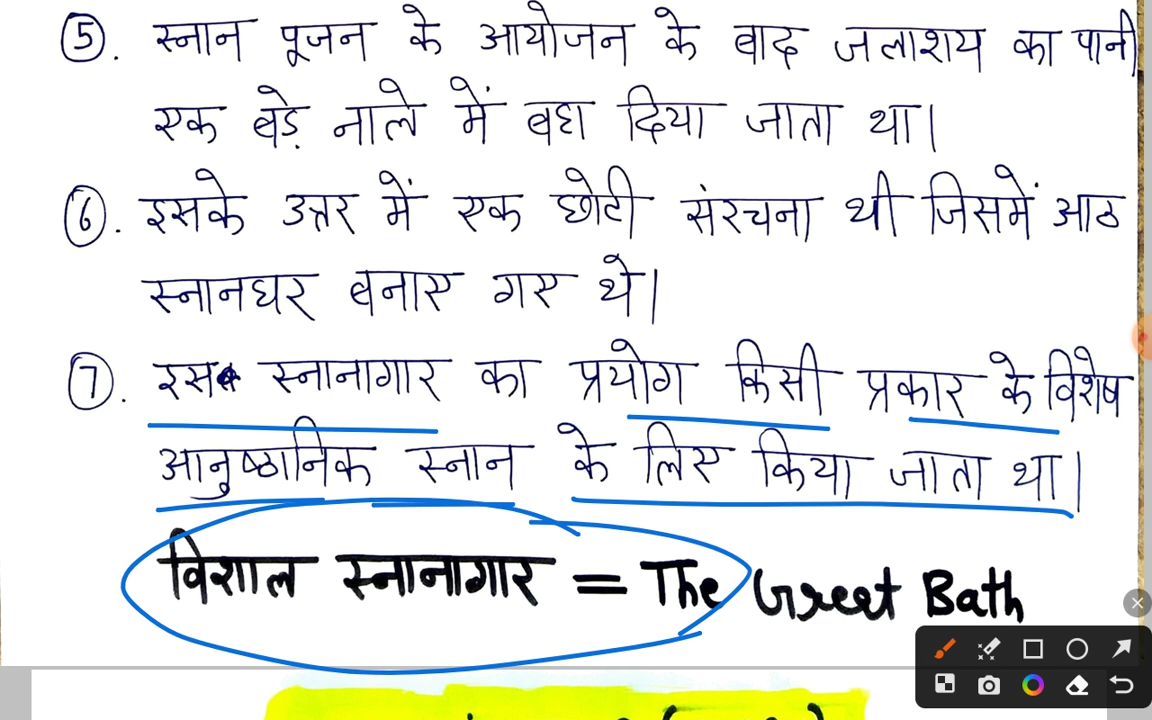 ⑤. स्नान पूजन के आयोजन के बाद जलाशय का पानी
एक बड़े नाले में बहा दिया जाता था।
⑥. इसके उत्तर में एक छोटी संरचना थी जिसमें आठ
स्नानघर बनाए गए थे।
⑦. इस स्नानागार का प्रयोग किसी प्रकार के विशेष
आनुष्ठानिक स्नान के लिए किया जाता था।
विशाल स्नानागार = The Great Bath